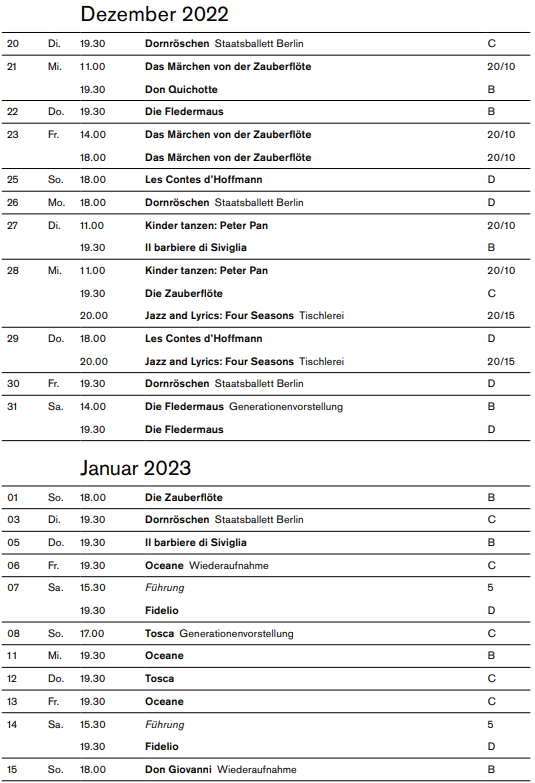 Dezember 2022
20 Di. 19.30 Dornröschen Staatsballett Berlin C
21 Mi. 11.00 Das Märchen von der Zauberflöte 20/10
19.30 Don Quichotte B
22 Do. 19.30 Die Fledermaus B
23 Fr. 14.00 Das Märchen von der Zauberflöte 20/10
18.00 Das Märchen von der Zauberflöte 20/10
25 So. 18.00 Les Contes d'Hoffmann D
26 Mo. 18.00 Dornröschen Staatsballett Berlin D
27 Di. 11.00 Kinder tanzen: Peter Pan 20/10
19.30 Il barbiere di Siviglia B
28 Mi. 11.00 Kinder tanzen: Peter Pan 20/10
19.30 Die Zauberflöte C
20.00 Jazz and Lyrics: Four Seasons Tischlerei 20/15
29 Do. 18.00 Les Contes d'Hoffmann D
20.00 Jazz and Lyrics: Four Seasons Tischlerei 20/15
30 Fr. 19.30 Dornröschen Staatsballett Berlin D
31 Sa. 14.00 Die Fledermaus Generationenvorstellung B
19.30 Die Fledermaus D
Januar 2023
01 So. 18.00 Die Zauberflöte B
03 Di. 19.30 Dornröschen Staatsballett Berlin C
05 Do. 19.30 Il barbiere di Siviglia B
06 Fr. 19.30 Oceane Wiederaufnahme C
07 Sa. 15.30 Führung 5
19.30 Fidelio D
08 So. 17.00 Tosca Generationenvorstellung C
11 Mi. 19.30 Oceane B
12 Do. 19.30 Tosca C
13 Fr. 19.30 Oceane C
14 Sa. 15.30 Führung 5
19.30 Fidelio D
15 So. 18.00 Don Giovanni Wiederaufnahme B